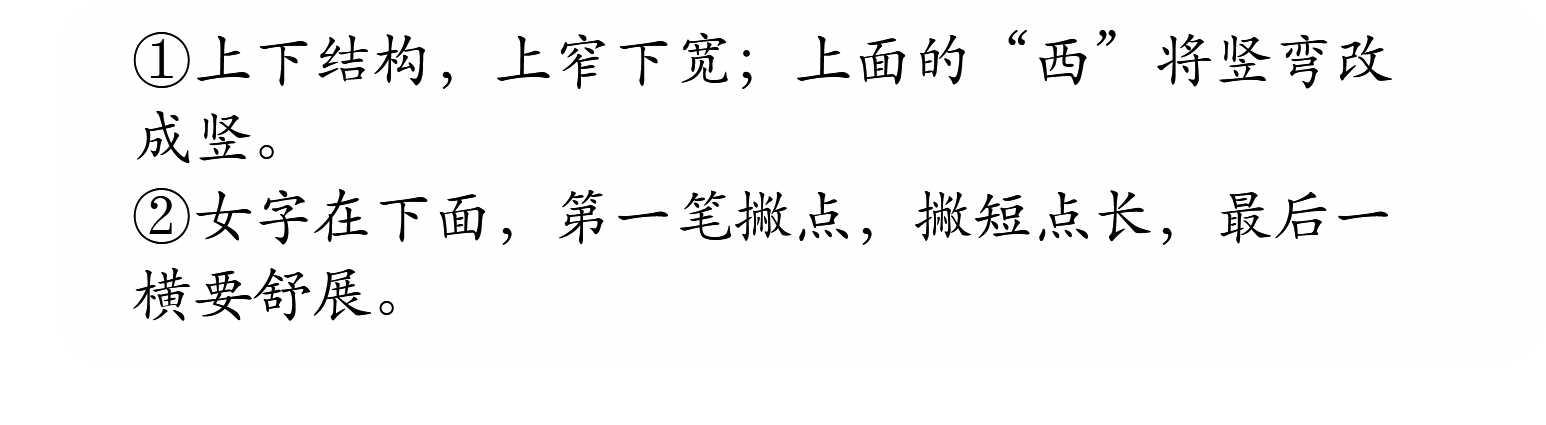 ①上下结构，上窄下宽；上面的“西”将竖弯改
成竖。
②女字在下面，第一笔撇点，撇短点长，最后一
横要舒展。